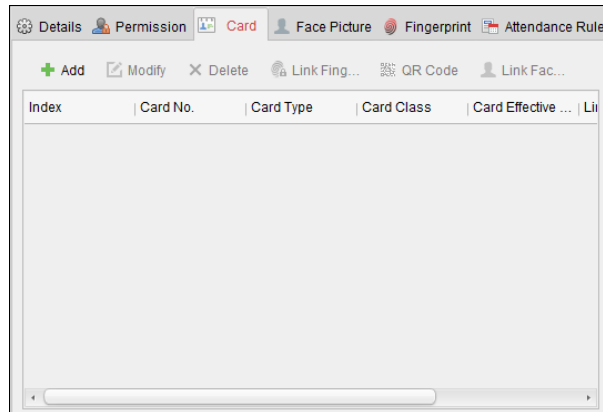 Details Permission Card Face Picture Fingerprint Attendance Rule
Add Modify Delete Link Fing... QR Code Link Fac...
Index Card No. Card Type Card Class Card Effective ... Lin